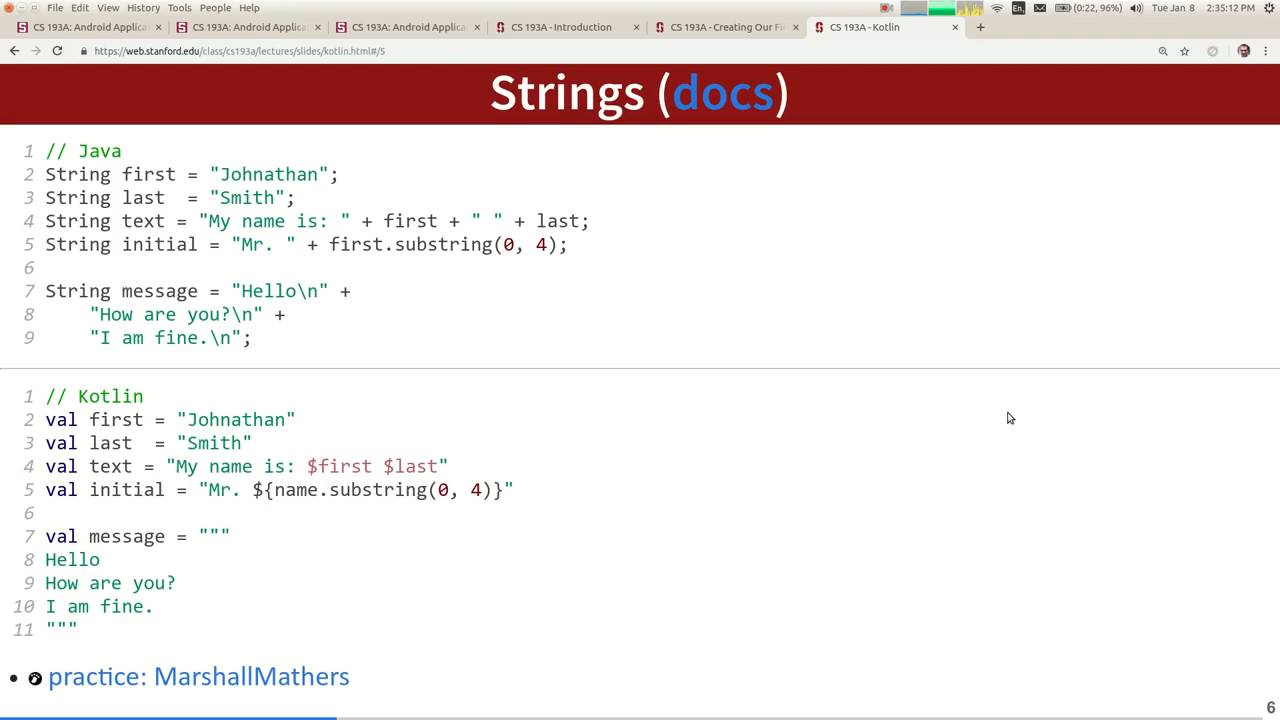 File Edit View History Tools People Help
En
(0:22, 96%)
Tue Jan 8 2:35:12 PM
CS 193A: Android Applica
CS 193A: Android Applica
CS 193A: Android Applica
CS 193A - Introduction
CS 193A - Creating Our Fi
CS 193A - Kotlin
https://web.stanford.edu/class/cs193a/lectures/slides/kotlin.html#/5
Strings (docs)
1 // Java
2 String first = "Johnathan";
3 String last  = "Smith";
4 String text = "My name is: " + first + " " + last;
5 String initial = "Mr. " + first.substring(0, 4);
6
7 String message = "Hello\n" +
8     "How are you?\n" +
9     "I am fine.\n";
1 // Kotlin
2 val first = "Johnathan"
3 val last  = "Smith"
4 val text = "My name is: $first $last"
5 val initial = "Mr. ${name.substring(0, 4)}"
6
7 val message = """
8 Hello
9 How are you?
10 I am fine.
11 """
practice: MarshallMathers
6